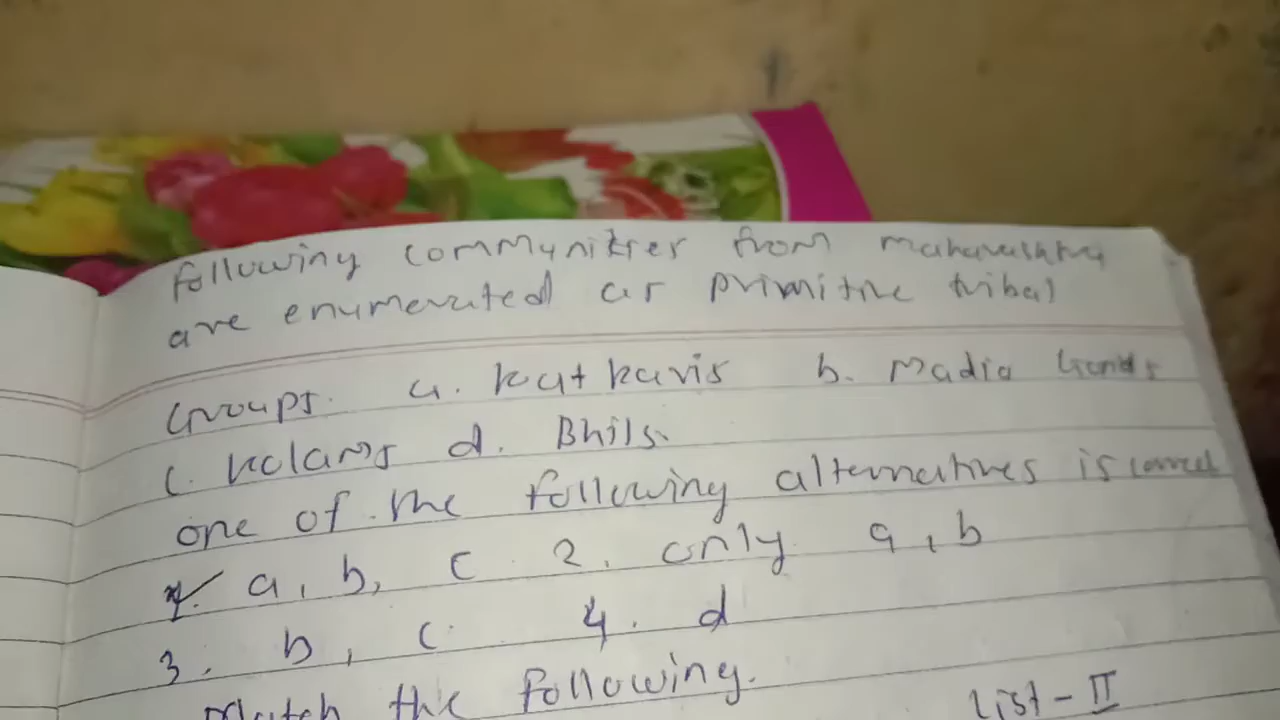 following communities from maharashtra
are enumerated as primitive tribal
Groups. a. katkaris b. Madia Gonds
c. kolams d. Bhils.
one of the following alternatives is correct
1. a, b, c 2. only a, b
3. b, c. 4. d
Match the following.
List - II